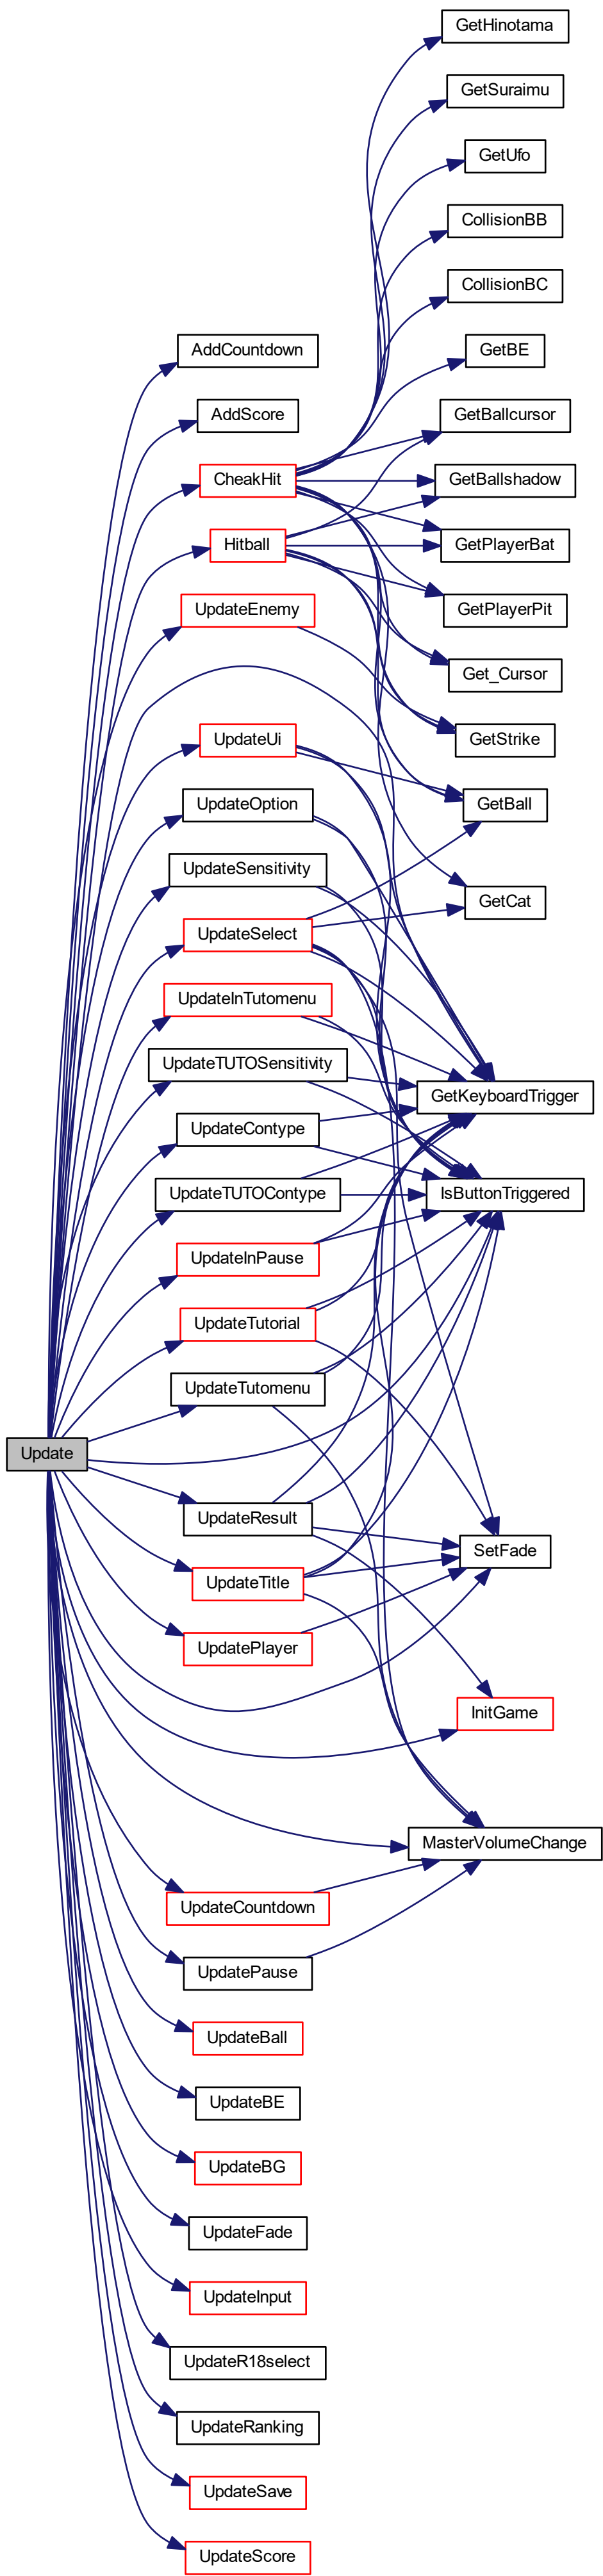 GetHinotama
GetSuraimu
GetUfo
CollisionBB
CollisionBC
AddCountdown
GetBE
AddScore
GetBallcursor
CheakHit
GetBallshadow
Hitball
GetPlayerBat
UpdateEnemy
GetPlayerPit
Get_Cursor
UpdateUi
GetStrike
UpdateOption
GetBall
UpdateSensitivity
GetCat
UpdateSelect
UpdateInTutomenu
UpdateTUTOSensitivity
GetKeyboardTrigger
UpdateContype
UpdateTUTOContype
IsButtonTriggered
UpdateInPause
UpdateTutorial
UpdateTutomenu
Update
UpdateResult
SetFade
UpdateTitle
UpdatePlayer
InitGame
MasterVolumeChange
UpdateCountdown
UpdatePause
UpdateBall
UpdateBE
UpdateBG
UpdateFade
UpdateInput
UpdateR18select
UpdateRanking
UpdateSave
UpdateScore